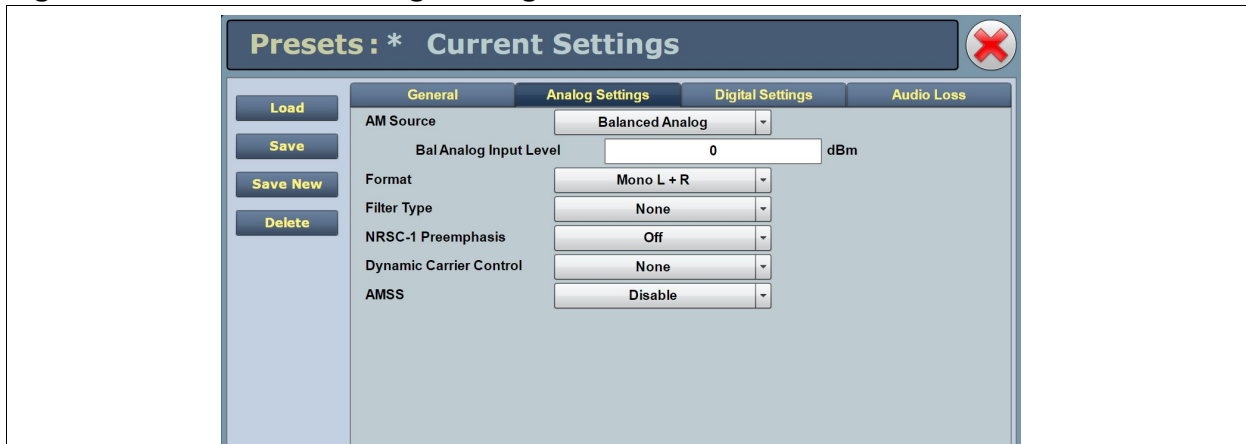 Presets:* Current Settings
General Analog Settings Digital Settings Audio Loss
Load
Save
Save New
Delete
AM Source Balanced Analog
Bal Analog Input Level 0 dBm
Format Mono L + R
Filter Type None
NRSC-1 Preemphasis Off
Dynamic Carrier Control None
AMSS Disable